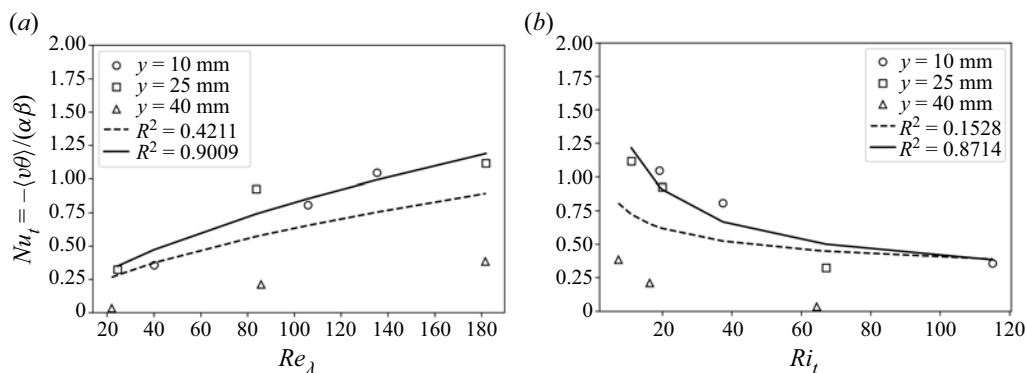 (a)
2.00
1.75
1.50
1.25
1.00
0.75
0.50
0.25
0
Nu_t = −⟨vθ⟩/(αβ)
y = 10 mm
y = 25 mm
y = 40 mm
R² = 0.4211
R² = 0.9009
20 40 60 80 100 120 140 160 180
Re_λ
(b)
2.00
1.75
1.50
1.25
1.00
0.75
0.50
0.25
0
y = 10 mm
y = 25 mm
y = 40 mm
R² = 0.1528
R² = 0.8714
20 40 60 80 100 120
Ri_t